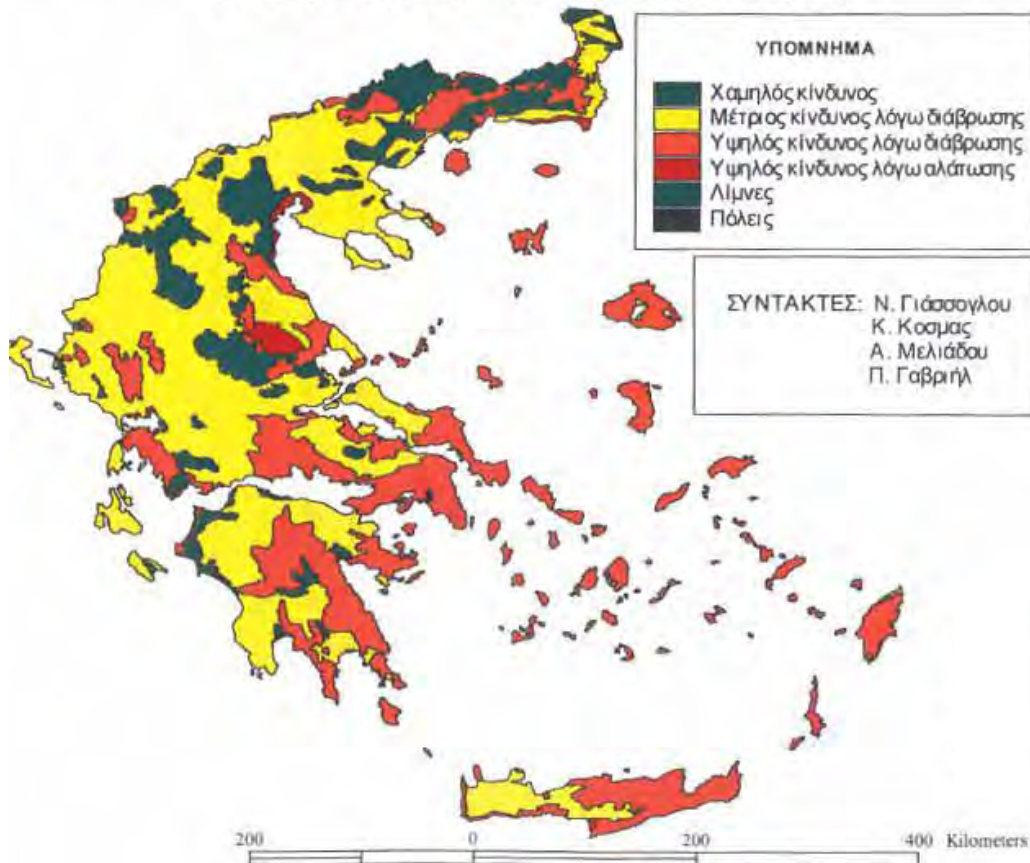 ΥΠΟΜΝΗΜΑ
Χαμηλός κίνδυνος
Μέτριος κίνδυνος λόγω διάβρωσης
Υψηλός κίνδυνος λόγω διάβρωσης
Υψηλός κίνδυνος λόγω αλάτωσης
Λίμνες
Πόλεις
ΣΥΝΤΑΚΤΕΣ: Ν. Γιάσσογλου
Κ. Κοσμας
Α. Μελιάδου
Π. Γαβριήλ
200 0 200 400 Kilometers